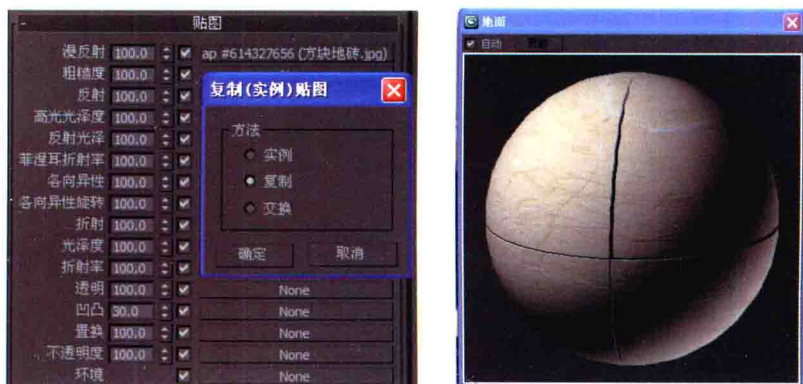 贴图
漫反射 100.0 ap #614327656 (方块地砖.jpg)
粗糙度 100.0
反射 100.0
高光光泽度 100.0
反射光泽 100.0
菲涅耳折射率 100.0
各向异性 100.0
各向异性旋转 100.0
折射 100.0
光泽度 100.0
折射率 100.0
透明 100.0 None
凹凸 30.0 None
置换 100.0 None
不透明度 100.0 None
环境 None
复制(实例)贴图
方法
实例
复制
交换
确定 取消
地面
自动